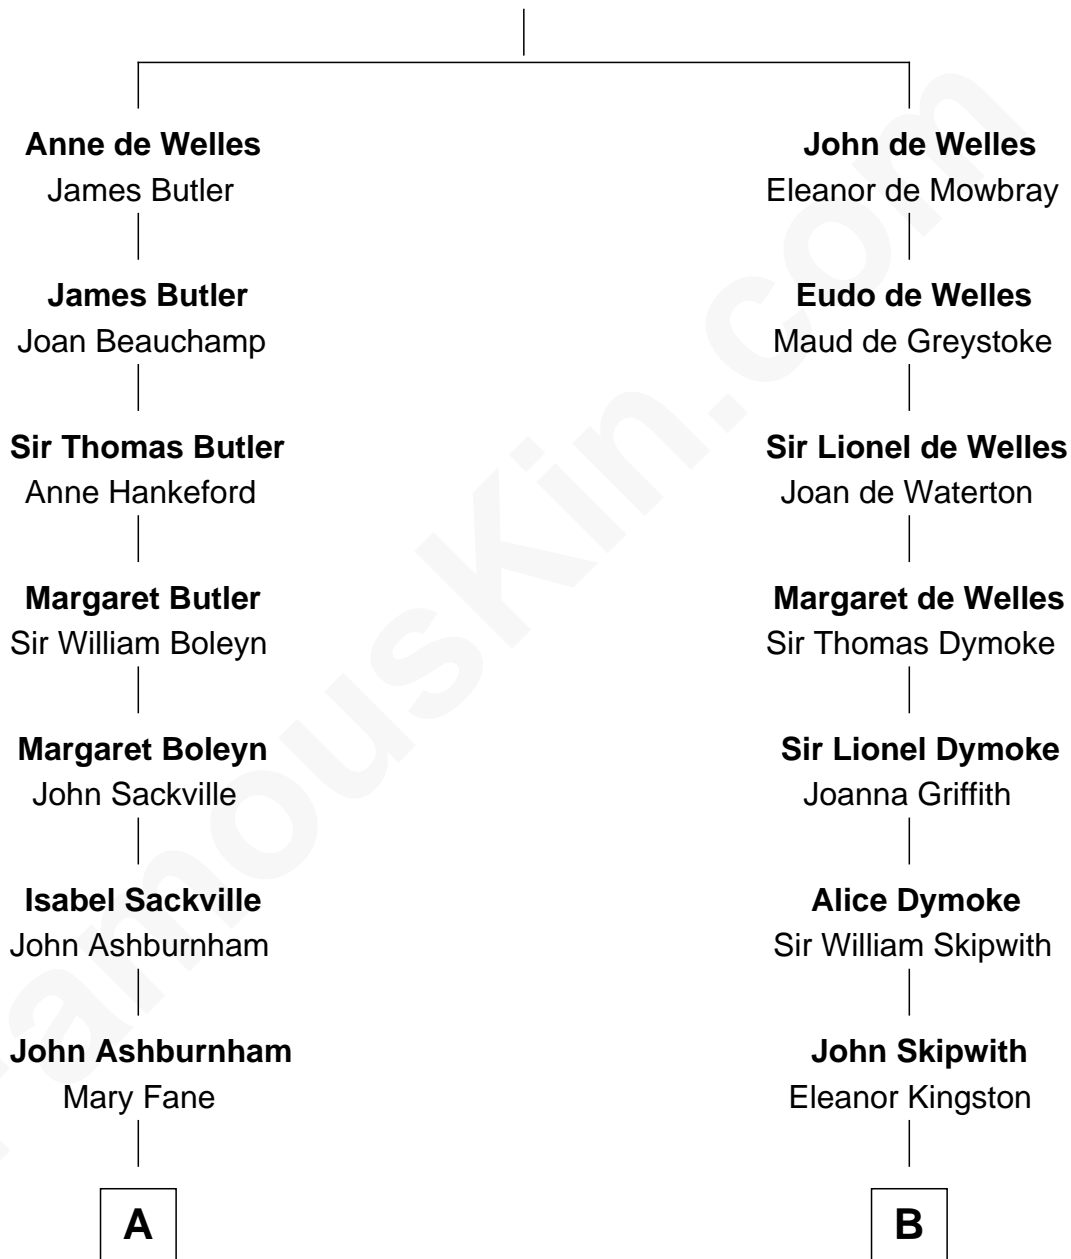 Anne de Welles
James Butler
James Butler
Joan Beauchamp
Sir Thomas Butler
Anne Hankeford
Margaret Butler
Sir William Boleyn
Margaret Boleyn
John Sackville
Isabel Sackville
John Ashburnham
John Ashburnham
Mary Fane
A
John de Welles
Eleanor de Mowbray
Eudo de Welles
Maud de Greystoke
Sir Lionel de Welles
Joan de Waterton
Margaret de Welles
Sir Thomas Dymoke
Sir Lionel Dymoke
Joanna Griffith
Alice Dymoke
Sir William Skipwith
John Skipwith
Eleanor Kingston
B
FamousKin.com